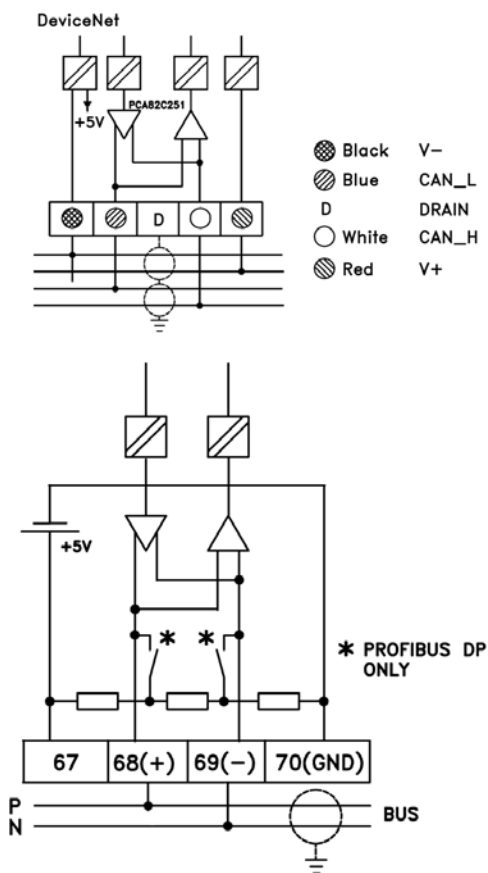 DeviceNet
PCA82C251
+5V
Black V-
Blue CAN_L
D DRAIN
White CAN_H
Red V+
D
+5V
* *
* PROFIBUS DP
ONLY
67 68(+) 69(-) 70(GND)
P
N
BUS